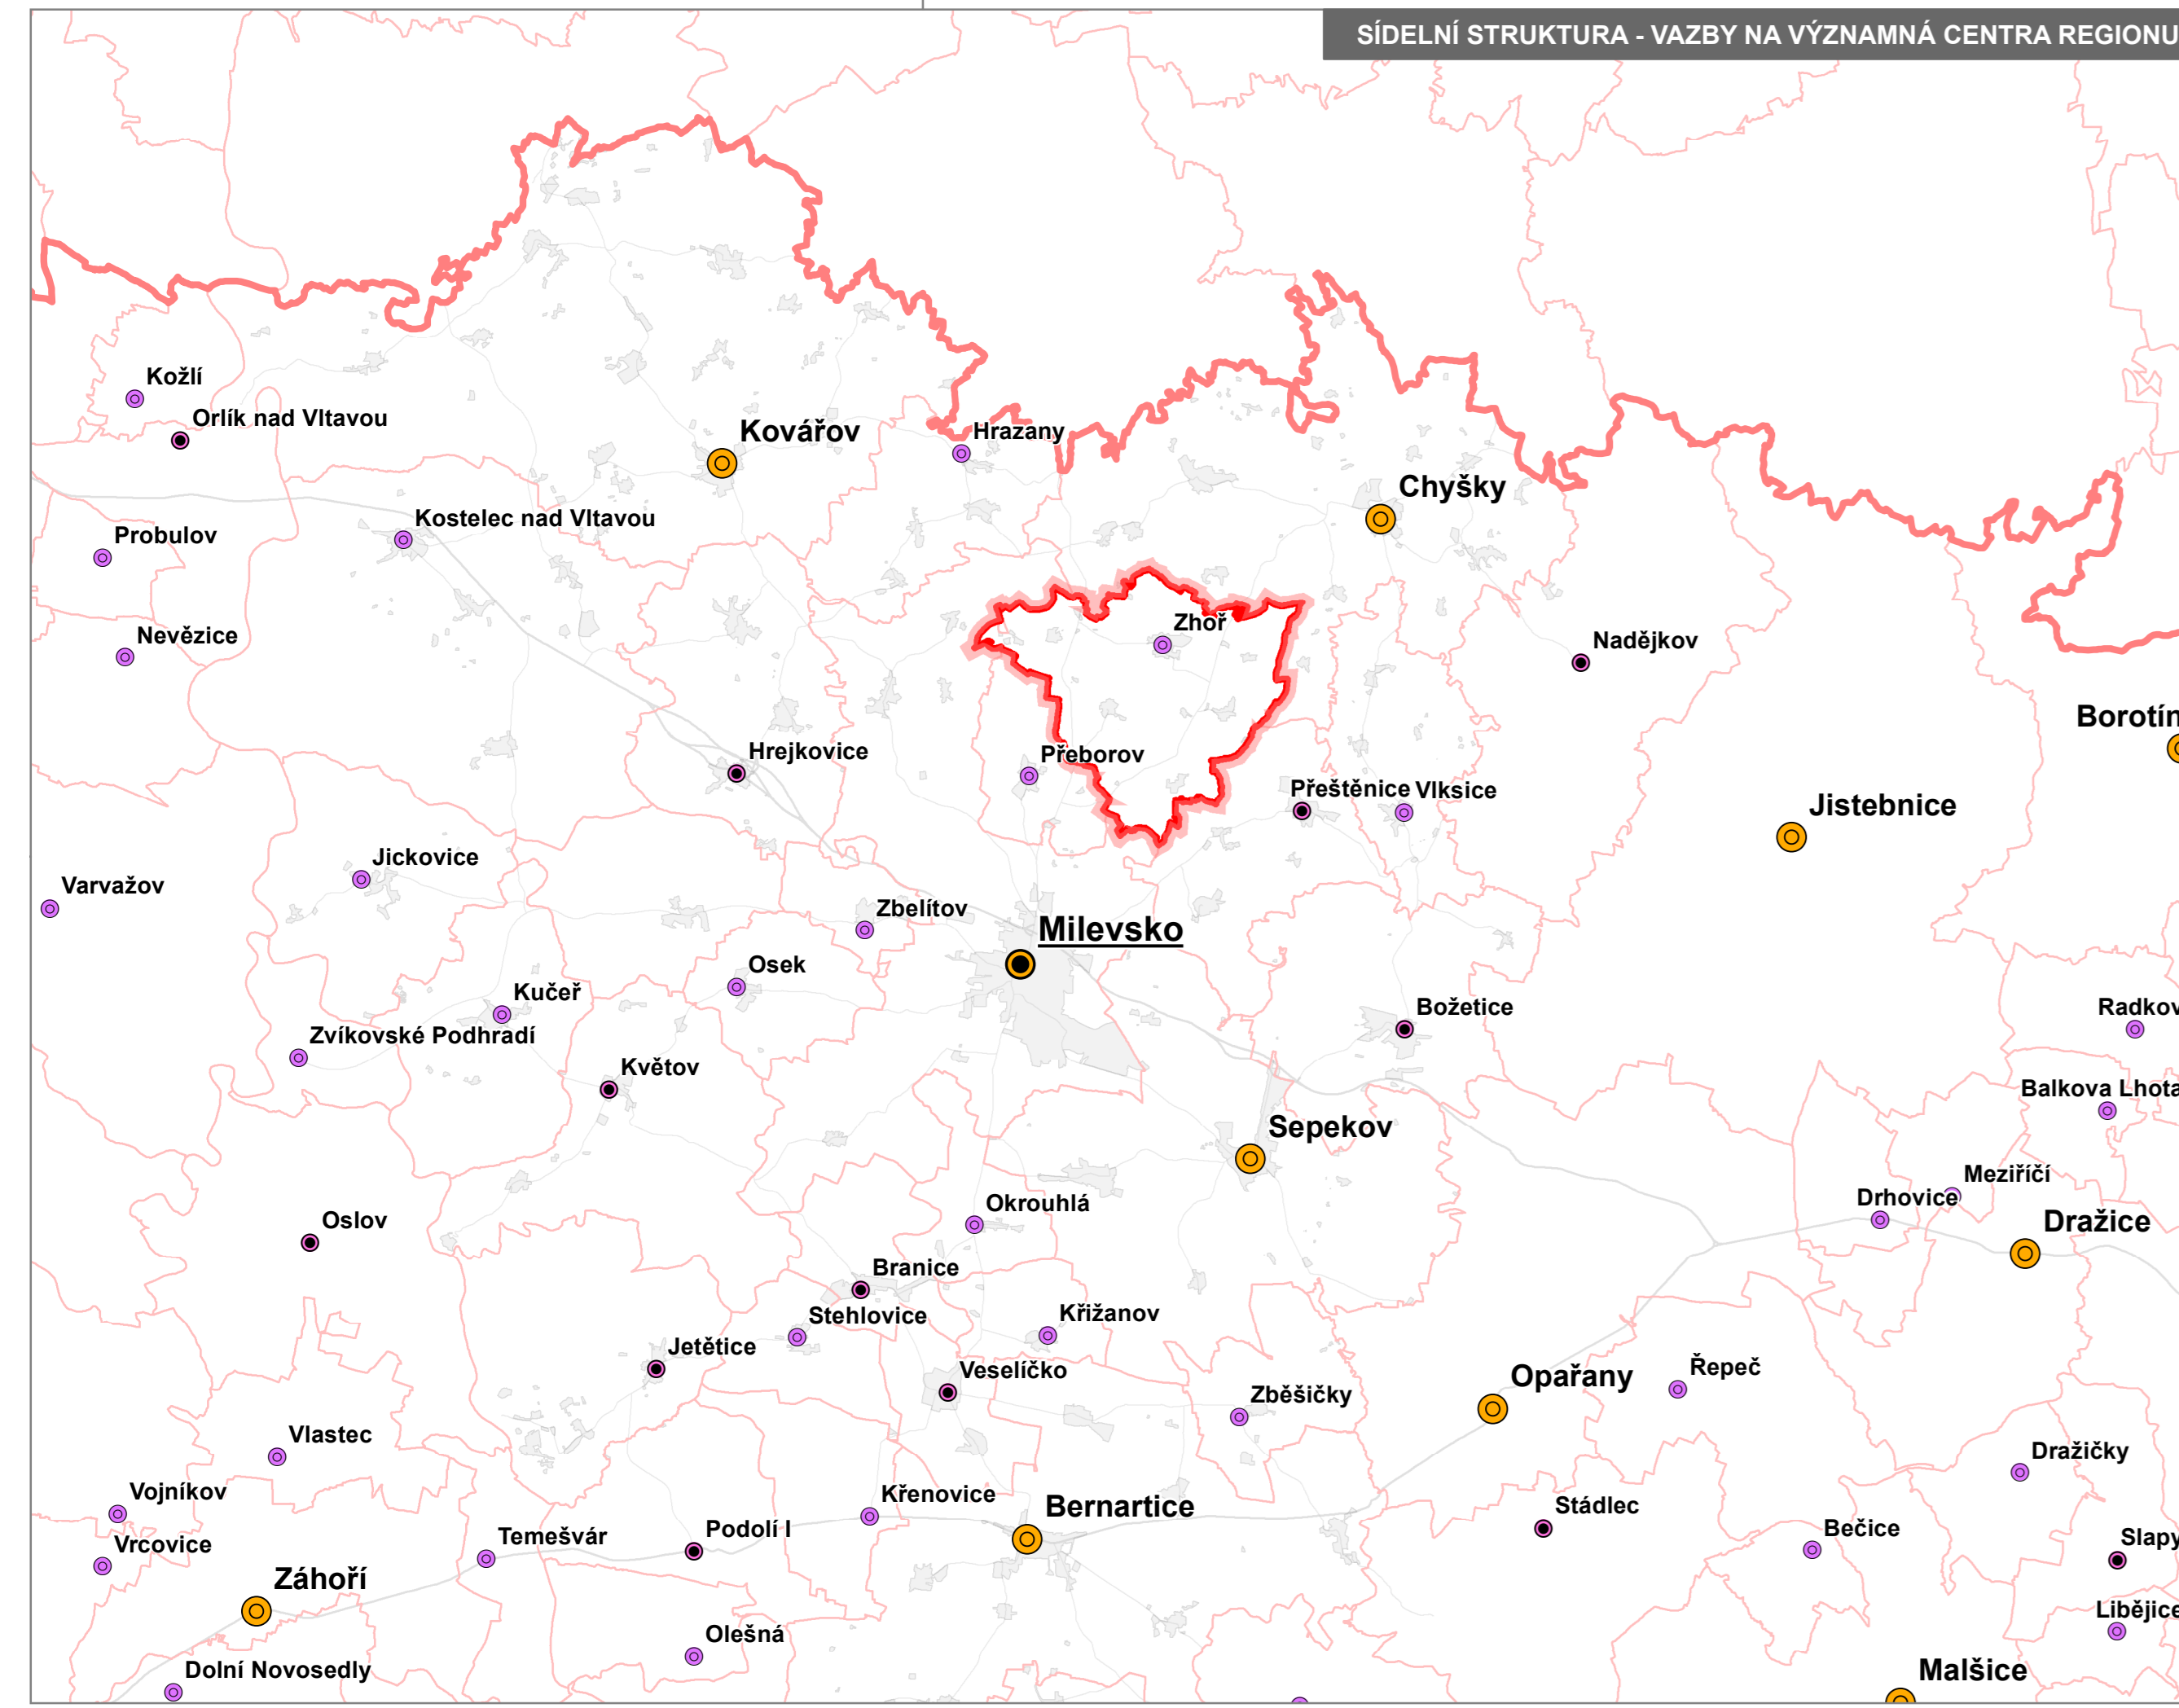 SÍDELNÍ STRUKTURA - VAZBY NA VÝZNAMNÁ CENTRA REGIONU
Kožlí
Orlík nad Vltavou
Kovářov
Hrazany
Chyšky
Kostelec nad Vltavou
Probulov
Zhoř
Nevězice
Nadějkov
Borotín
Hrejkovice
Přeborov
Přeštěnice
Vlksice
Jistebnice
Jickovice
Varvažov
Zbelítov
Milevsko
Osek
Kučeř
Božetice
Radkov
Zvíkovské Podhradí
Květov
Balkova Lhota
Sepekov
Meziříčí
Drhovice
Okrouhlá
Oslov
Dražice
Branice
Stehlovice
Křižanov
Jetětice
Veselíčko
Řepeč
Opařany
Zběšičky
Vlastec
Dražičky
Vojníkov
Křenovice
Bernartice
Stádlec
Podolí I
Temešvár
Bečice
Vrcovice
Slapy
Záhoří
Libějice
Olešná
Dolní Novosedly
Malšice